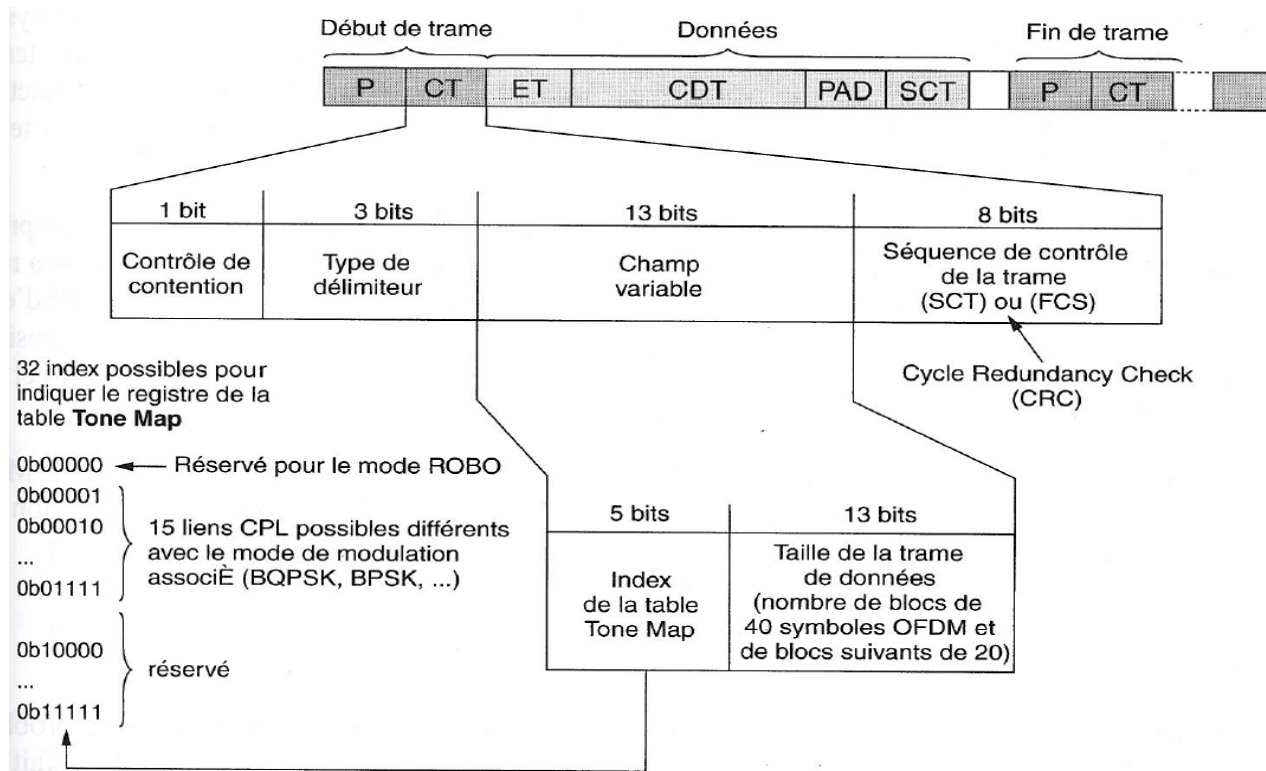 Début de trame
Données
Fin de trame
P CT ET CDT PAD SCT P CT
1 bit
3 bits
13 bits
8 bits
Contrôle de
contention
Type de
délimiteur
Champ
variable
Séquence de contrôle
de la trame
(SCT) ou (FCS)
Cycle Redundancy Check
(CRC)
32 index possibles pour
indiquer le registre de la
table Tone Map
0b00000
Réservé pour le mode ROBO
0b00001
0b00010
...
0b01111
15 liens CPL possibles différents
avec le mode de modulation
associÈ (BQPSK, BPSK, ...)
0b10000
...
0b11111
réservé
5 bits
13 bits
Index
de la table
Tone Map
Taille de la trame
de données
(nombre de blocs de
40 symboles OFDM et
de blocs suivants de 20)